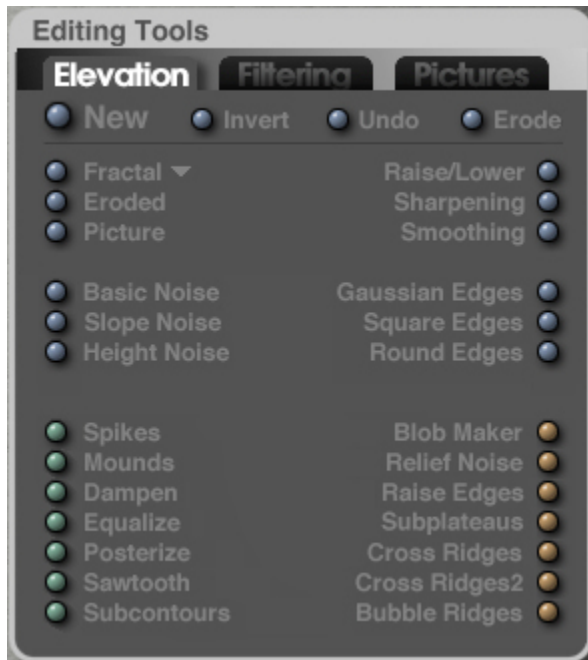 Editing Tools
Elevation Filtering Pictures
New Invert Undo Erode
Fractal Raise/Lower
Eroded Sharpening
Picture Smoothing
Basic Noise Gaussian Edges
Slope Noise Square Edges
Height Noise Round Edges
Spikes Blob Maker
Mounds Relief Noise
Dampen Raise Edges
Equalize Subplateaus
Posterize Cross Ridges
Sawtooth Cross Ridges2
Subcontours Bubble Ridges